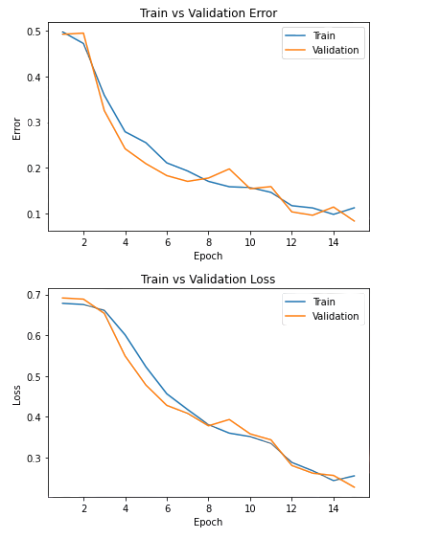 Train vs Validation Error
0.5
0.4
0.3
0.2
0.1
Error
Train
Validation
2 4 6 8 10 12 14
Epoch
Train vs Validation Loss
0.7
0.6
0.5
0.4
0.3
Loss
Train
Validation
2 4 6 8 10 12 14
Epoch